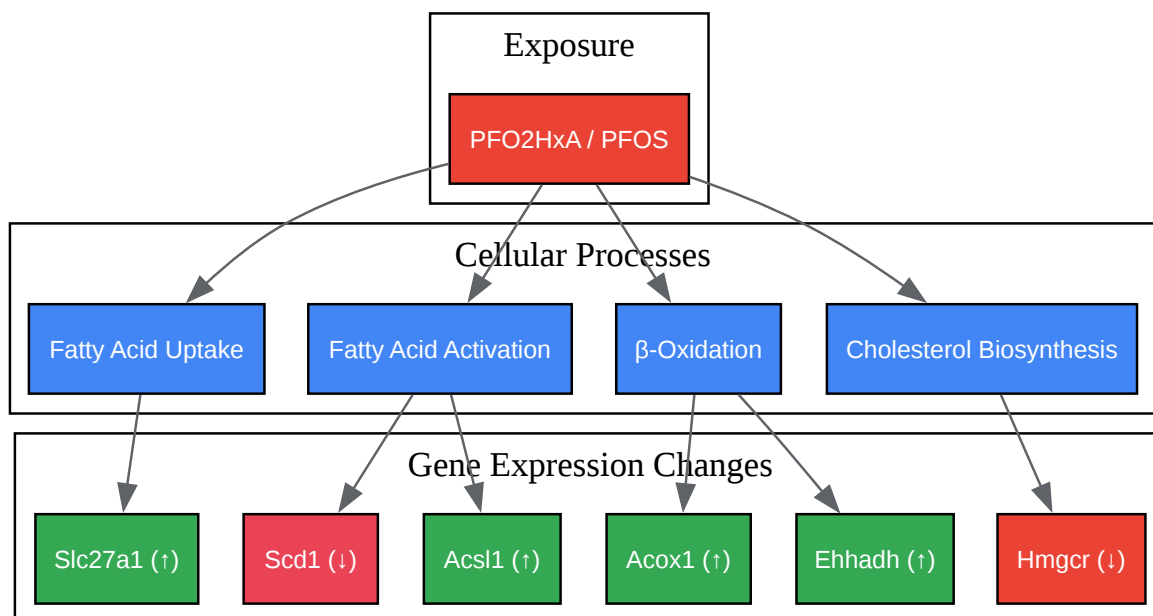 Exposure
PFO2HxA / PFOS
Cellular Processes
Fatty Acid Uptake
Fatty Acid Activation
β-Oxidation
Cholesterol Biosynthesis
Gene Expression Changes
Slc27a1 (↑)
Scd1 (↓)
Acsl1 (↑)
Acox1 (↑)
Ehhadh (↑)
Hmgcr (↓)